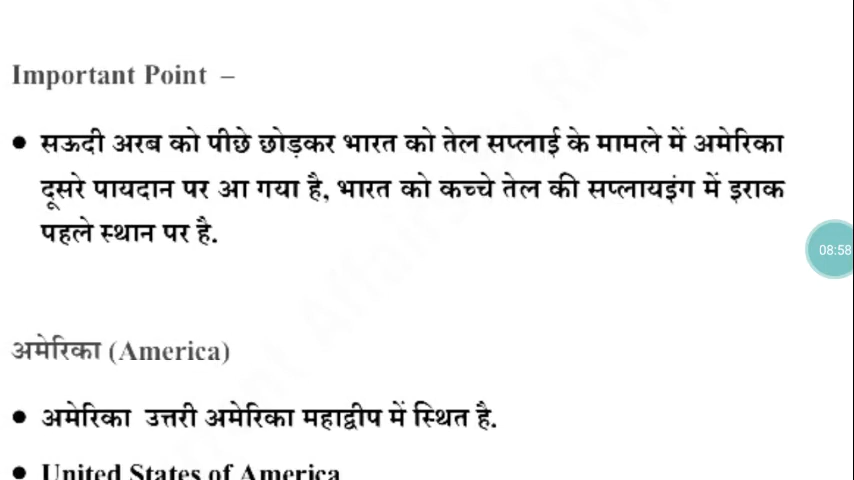 Important Point –
• सऊदी अरब को पीछे छोड़कर भारत को तेल सप्लाई के मामले में अमेरिका
दूसरे पायदान पर आ गया है, भारत को कच्चे तेल की सप्लायइंग में इराक
पहले स्थान पर है.
08:58
अमेरिका (America)
• अमेरिका उत्तरी अमेरिका महाद्वीप में स्थित है.
• United States of America